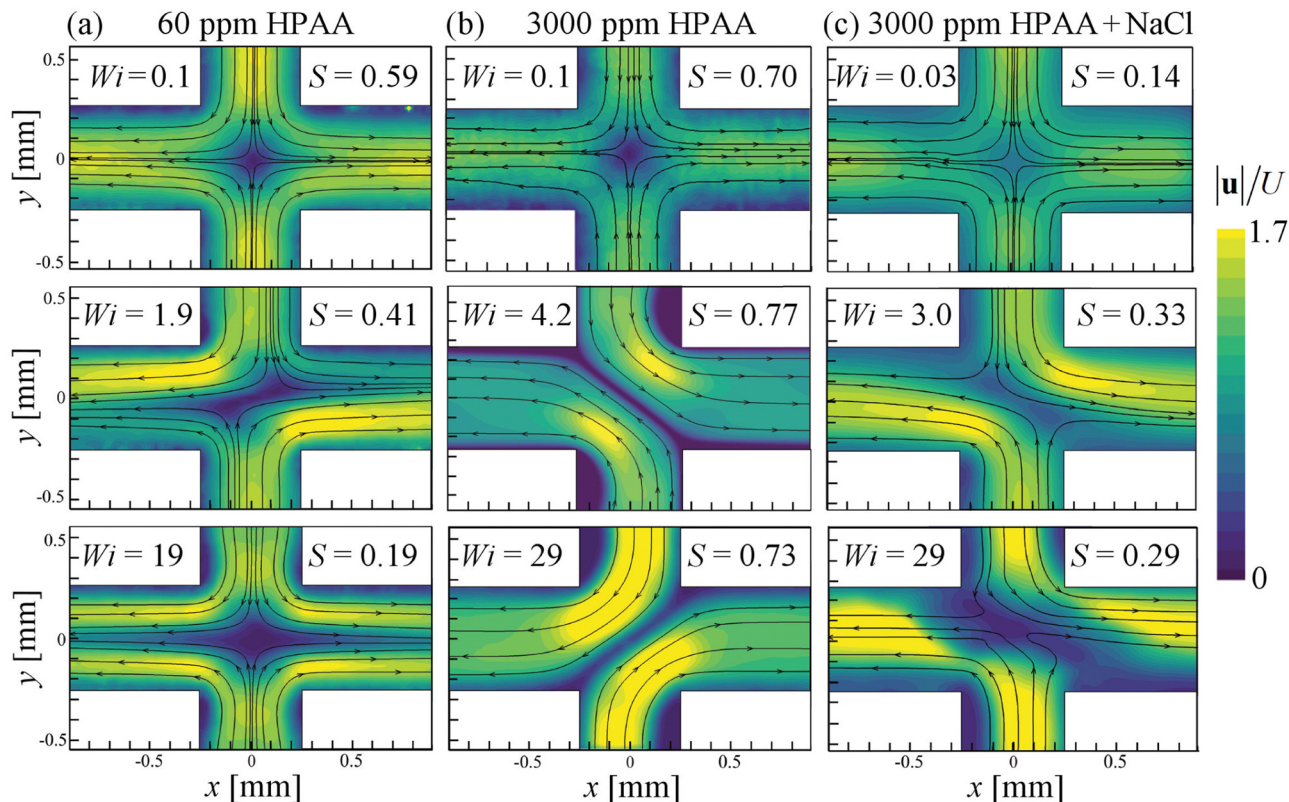 (a) 60 ppm HPAA (b) 3000 ppm HPAA (c) 3000 ppm HPAA + NaCl
0.5 Wi = 0.1 S = 0.59 Wi = 0.1 S = 0.70 Wi = 0.03 S = 0.14
y [mm] 0
-0.5
|u|/U
1.7
0.5 Wi = 1.9 S = 0.41 Wi = 4.2 S = 0.77 Wi = 3.0 S = 0.33
y [mm] 0
-0.5
0
0.5 Wi = 19 S = 0.19 Wi = 29 S = 0.73 Wi = 29 S = 0.29
y [mm] 0
-0.5
-0.5 0 0.5 -0.5 0 0.5 -0.5 0 0.5
x [mm] x [mm] x [mm]